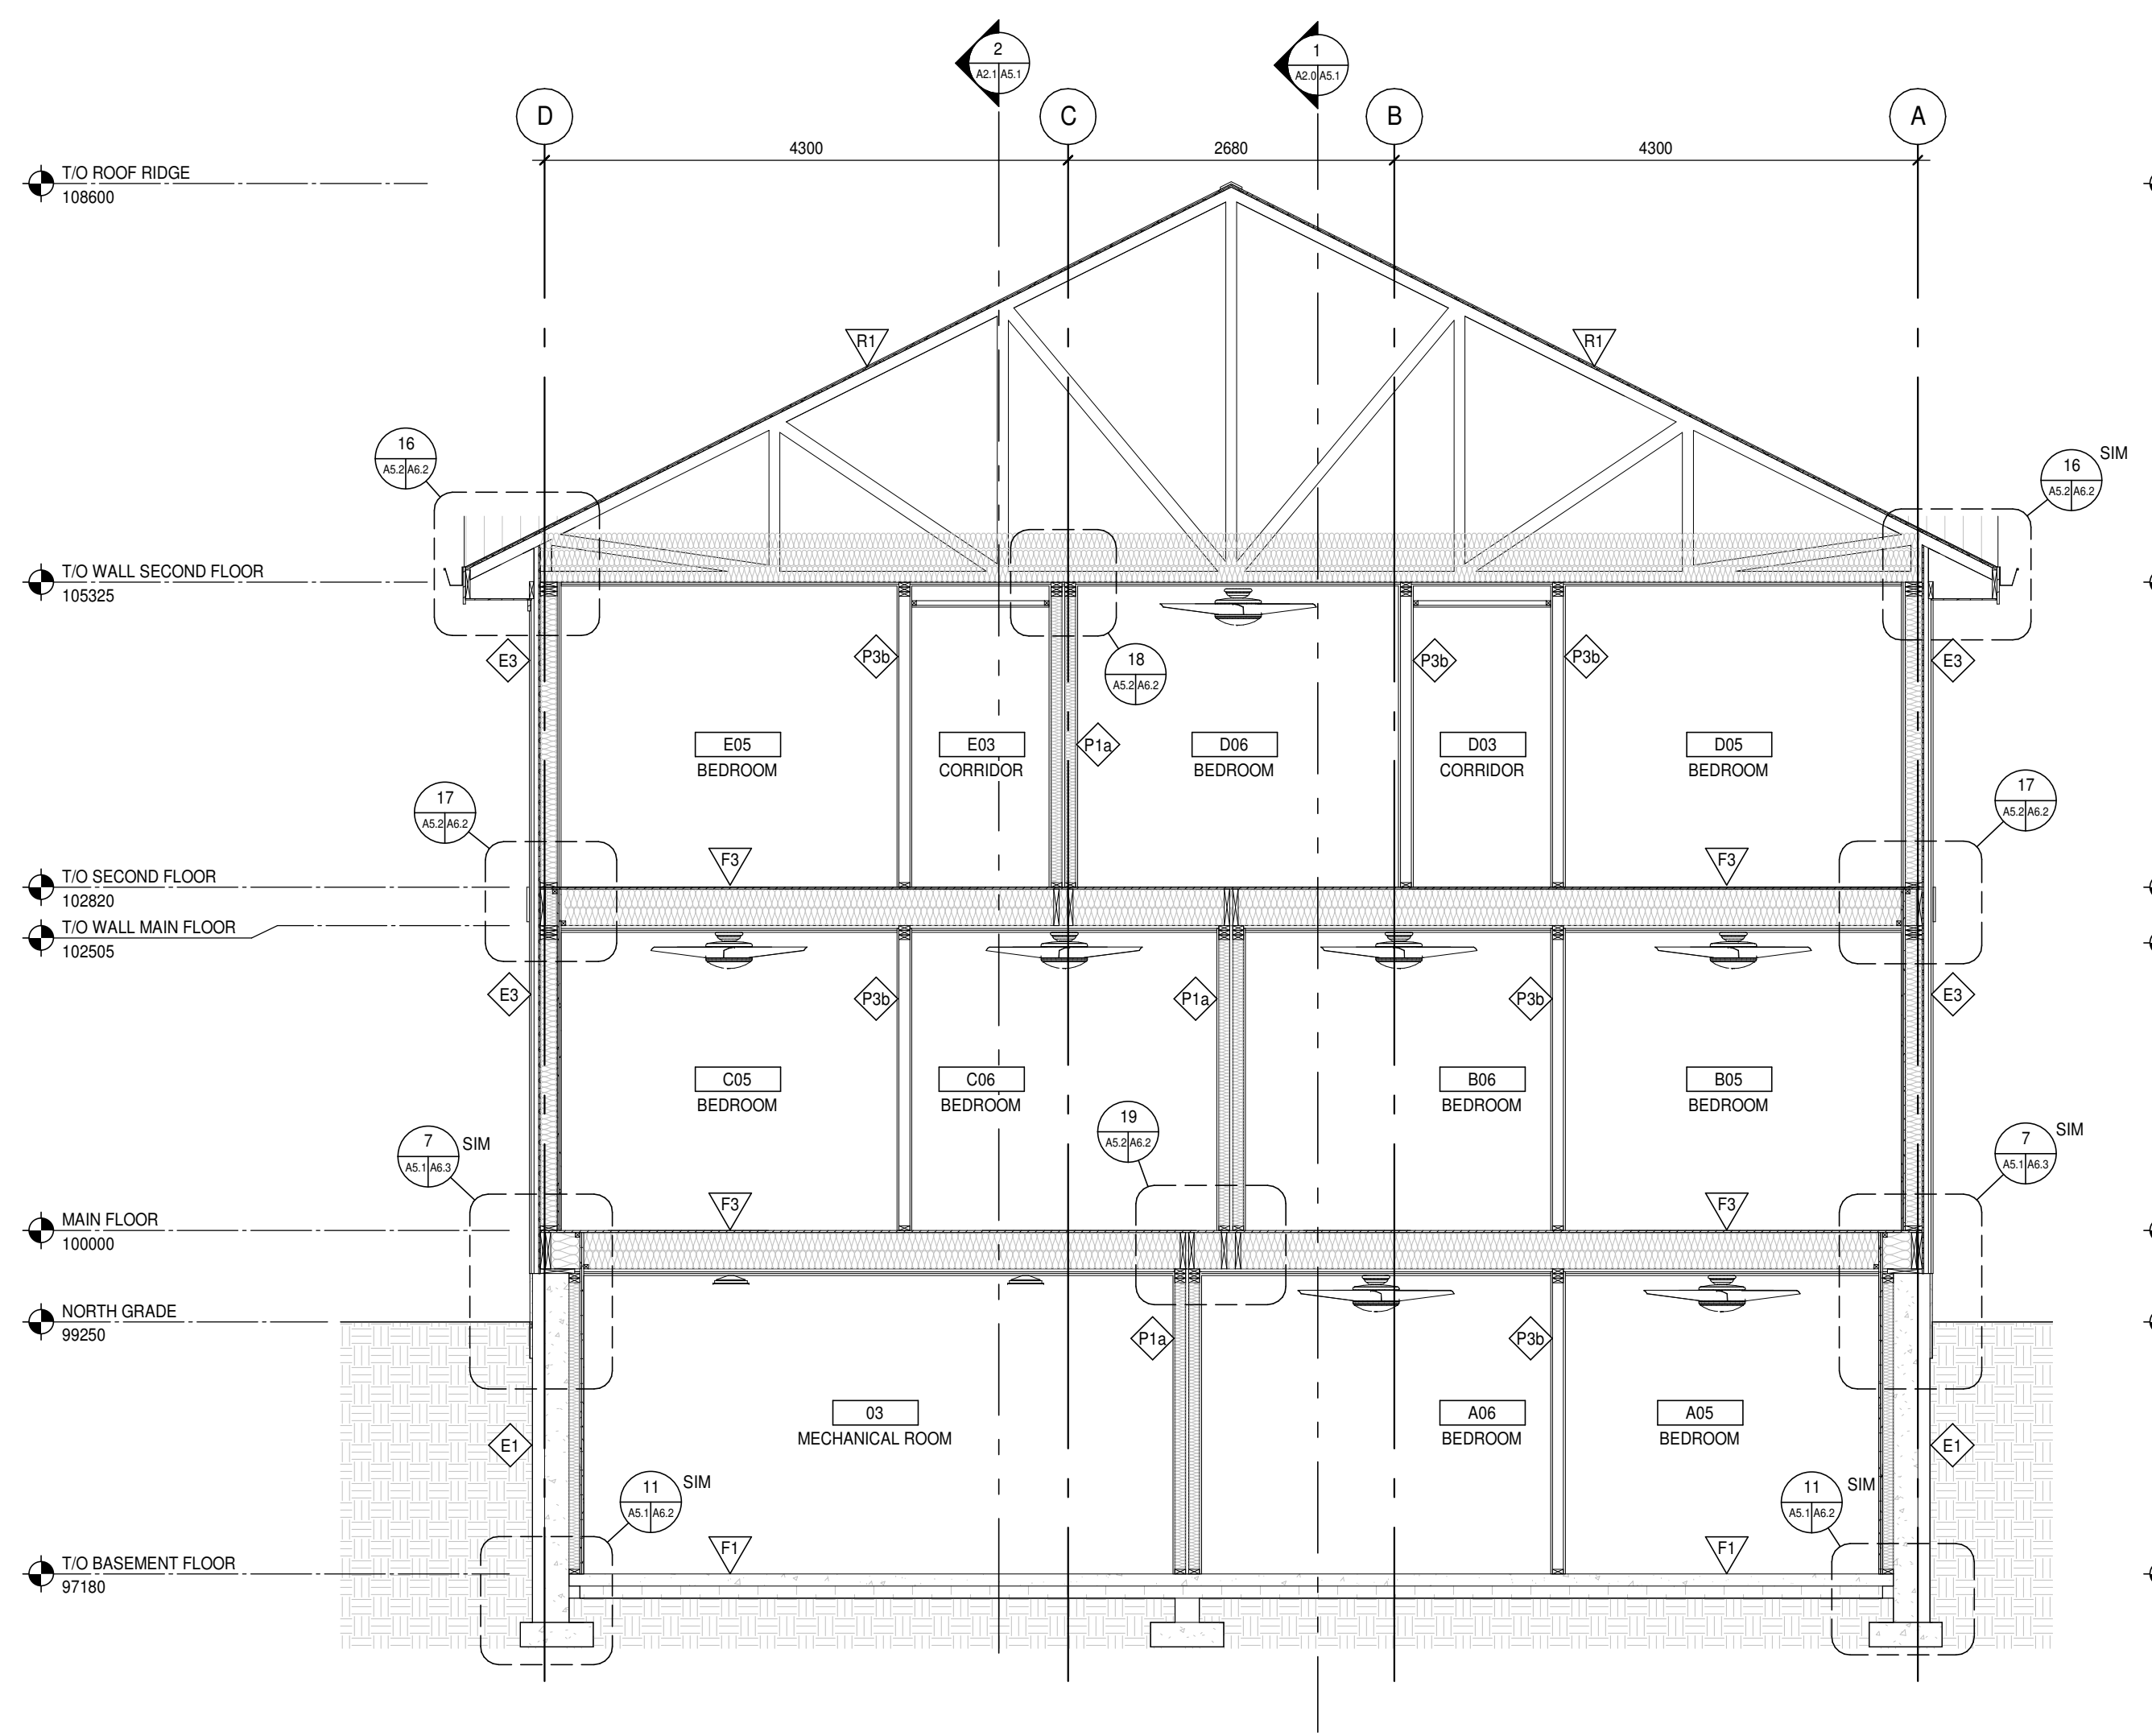 2
A2.1 A5.1
1
A2.0 A5.1
D
C
B
A
4300
2680
4300
T/O ROOF RIDGE
108600
R1
R1
16
A5.2 A6.2
16
A5.2 A6.2
SIM
T/O WALL SECOND FLOOR
105325
E3
P3b
18
A5.2 A6.2
P3b
P3b
E3
P1a
E05
BEDROOM
E03
CORRIDOR
D06
BEDROOM
D03
CORRIDOR
D05
BEDROOM
17
A5.2 A6.2
17
A5.2 A6.2
T/O SECOND FLOOR
102820
F3
F3
T/O WALL MAIN FLOOR
102505
E3
P3b
P1a
P3b
E3
C05
BEDROOM
C06
BEDROOM
B06
BEDROOM
B05
BEDROOM
7
A5.1 A6.3
SIM
19
A5.2 A6.2
7
A5.1 A6.3
SIM
MAIN FLOOR
100000
F3
F3
NORTH GRADE
99250
P1a
P3b
03
MECHANICAL ROOM
A06
BEDROOM
A05
BEDROOM
E1
E1
11
A5.1 A6.2
SIM
11
A5.1 A6.2
SIM
T/O BASEMENT FLOOR
97180
F1
F1